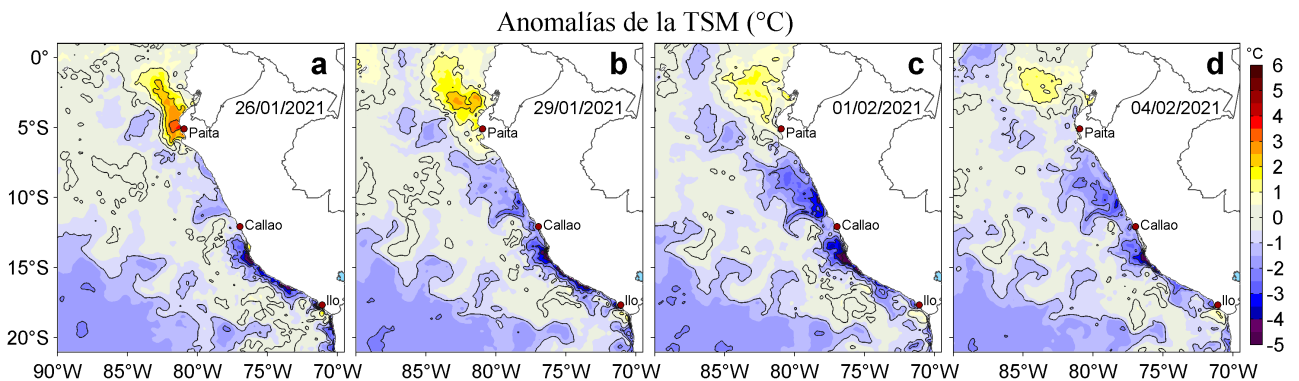 Anomalías de la TSM (°C)
a
26/01/2021
Paita
Callao
Ilo
b
29/01/2021
Paita
Callao
Ilo
c
01/02/2021
Paita
Callao
Ilo
d
04/02/2021
Paita
Callao
Ilo
0°
5°S
10°S
15°S
20°S
90°W 85°W 80°W 75°W 70°W
85°W 80°W 75°W 70°W
85°W 80°W 75°W 70°W
85°W 80°W 75°W 70°W
°C
6
5
4
3
2
1
0
-1
-2
-3
-4
-5